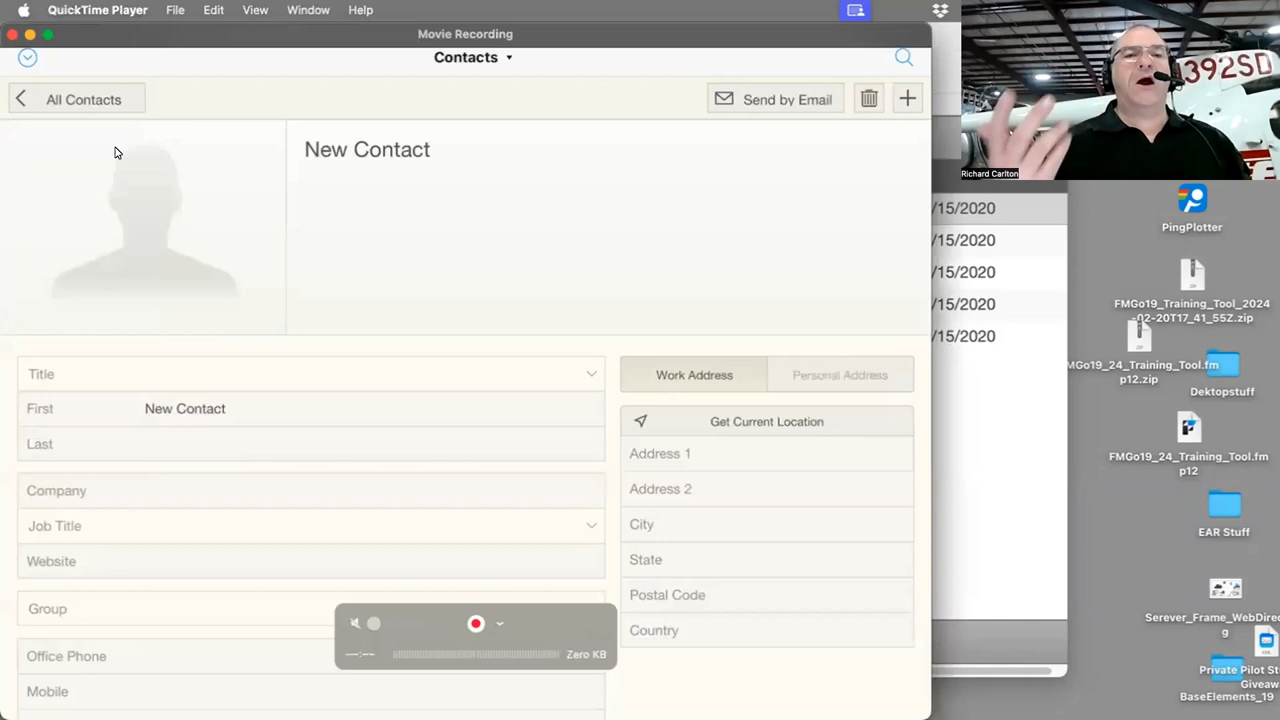 QuickTime Player File Edit View Window Help
Movie Recording
Contacts
All Contacts
Send by Email
New Contact
Title
First New Contact
Last
Company
Job Title
Website
Group
Office Phone
Mobile
Work Address Personal Address
Get Current Location
Address 1
Address 2
City
State
Postal Code
Country
--:-- Zero KB
/15/2020
/15/2020
/15/2020
/15/2020
/15/2020
392SD
Richard Carlton
PingPlotter
ZIP
FMGo19_Training_Tool_2024
-02-20T17_41_55Z.zip
ZIP
MGo19_24_Training_Tool.fm
p12.zip
Dektopstuff
FMGo19_24_Training_Tool.fm
p12
EAR Stuff
Serever_Frame_WebDirec
g
Private Pilot St
Giveaw
BaseElements_19